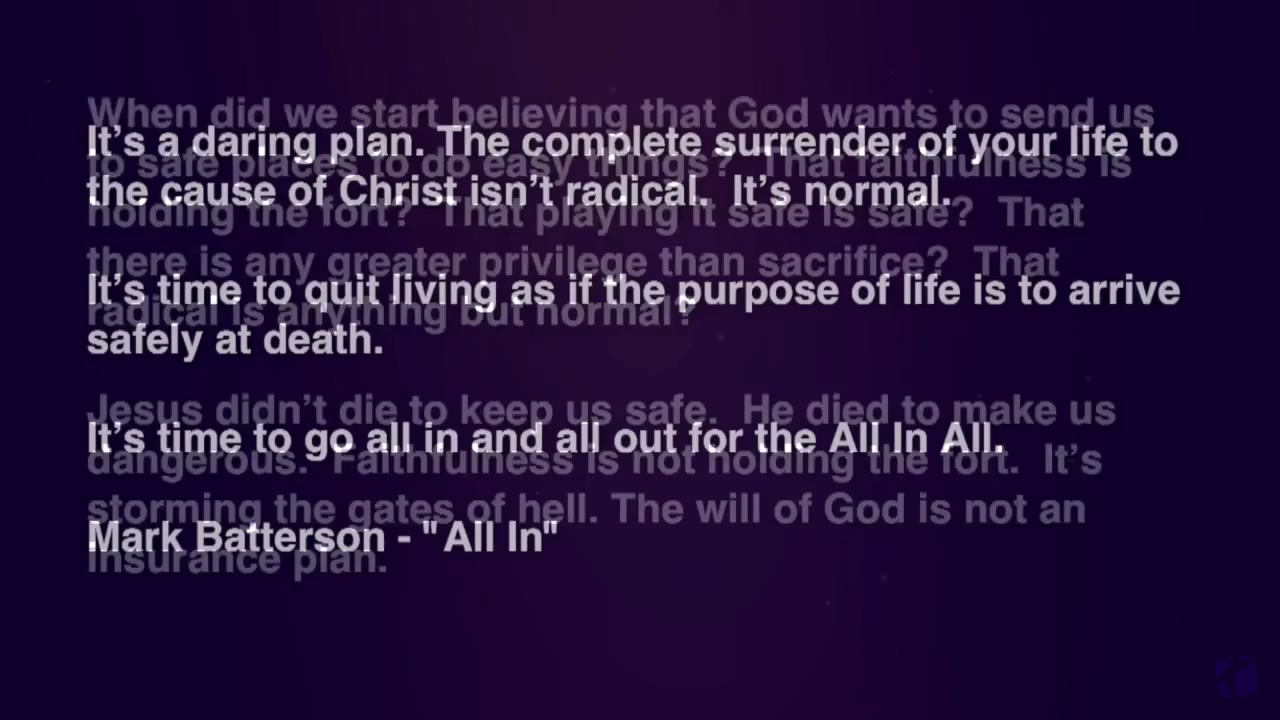 When did we start believing that God wants to send us
It’s a daring plan. The complete surrender of your life to
to safe places to do easy things?  That faithfulness is
the cause of Christ isn’t radical.  It’s normal.
holding the fort?  That playing it safe is safe?  That
there is any greater privilege than sacrifice?  That
It’s time to quit living as if the purpose of life is to arrive
radical is anything but normal?
safely at death.
Jesus didn’t die to keep us safe.  He died to make us
It’s time to go all in and all out for the All In All.
dangerous.  Faithfulness is not holding the fort.  It’s
storming the gates of hell. The will of God is not an
Mark Batterson - "All In"
insurance plan.